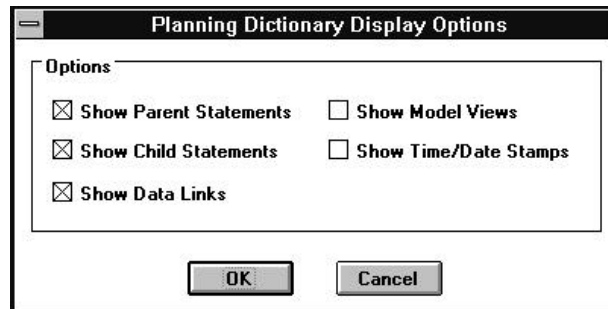 Planning Dictionary Display Options
Options
Show Parent Statements
Show Model Views
Show Child Statements
Show Time/Date Stamps
Show Data Links
OK
Cancel